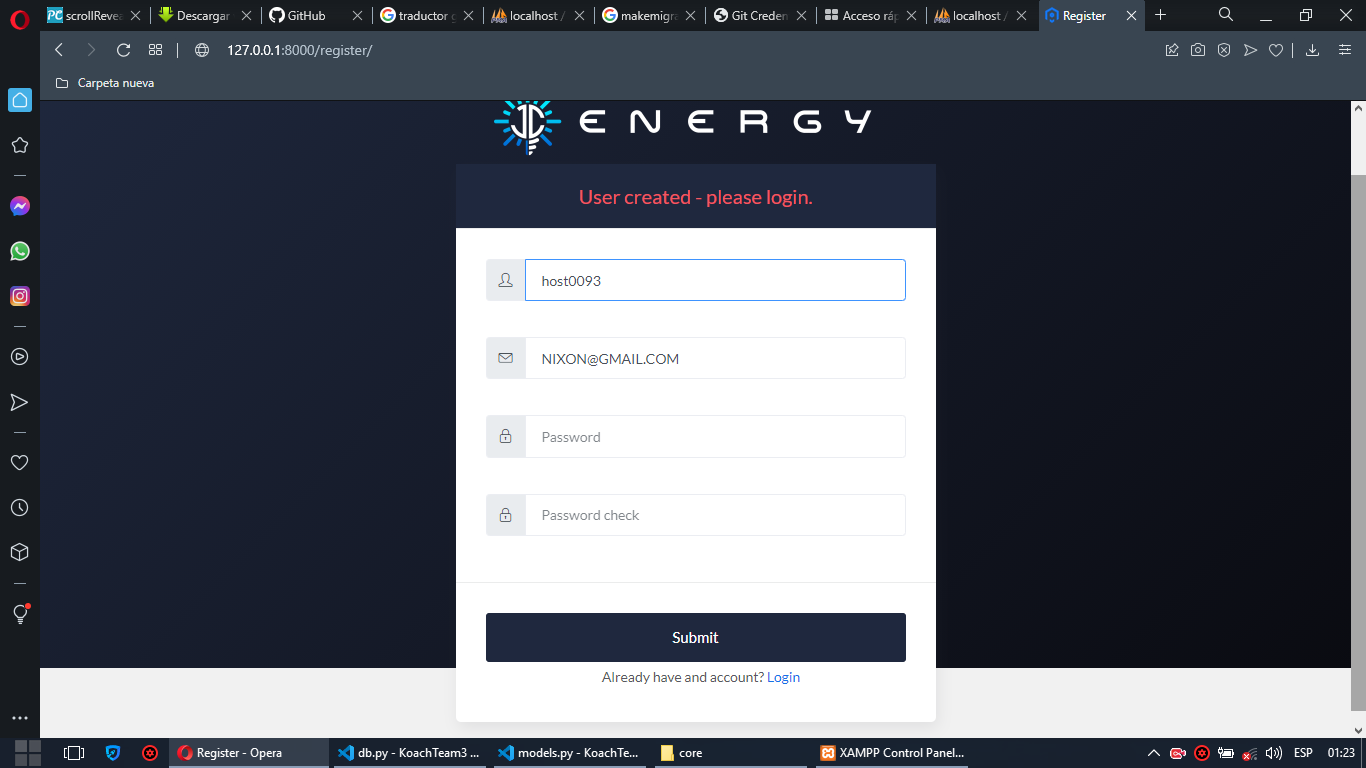 scrollRevea
Descargar
GitHub
traductor g
localhost /
makemigra
Git Creden
Acceso ráp
localhost /
Register
127.0.0.1:8000/register/
Carpeta nueva
JC ENERGY
User created - please login.
host0093
NIXON@GMAIL.COM
Password
Password check
Submit
Already have and account? Login
Register - Opera
db.py - KoachTeam3 ...
models.py - KoachTe...
core
XAMPP Control Panel...
ESP
01:23